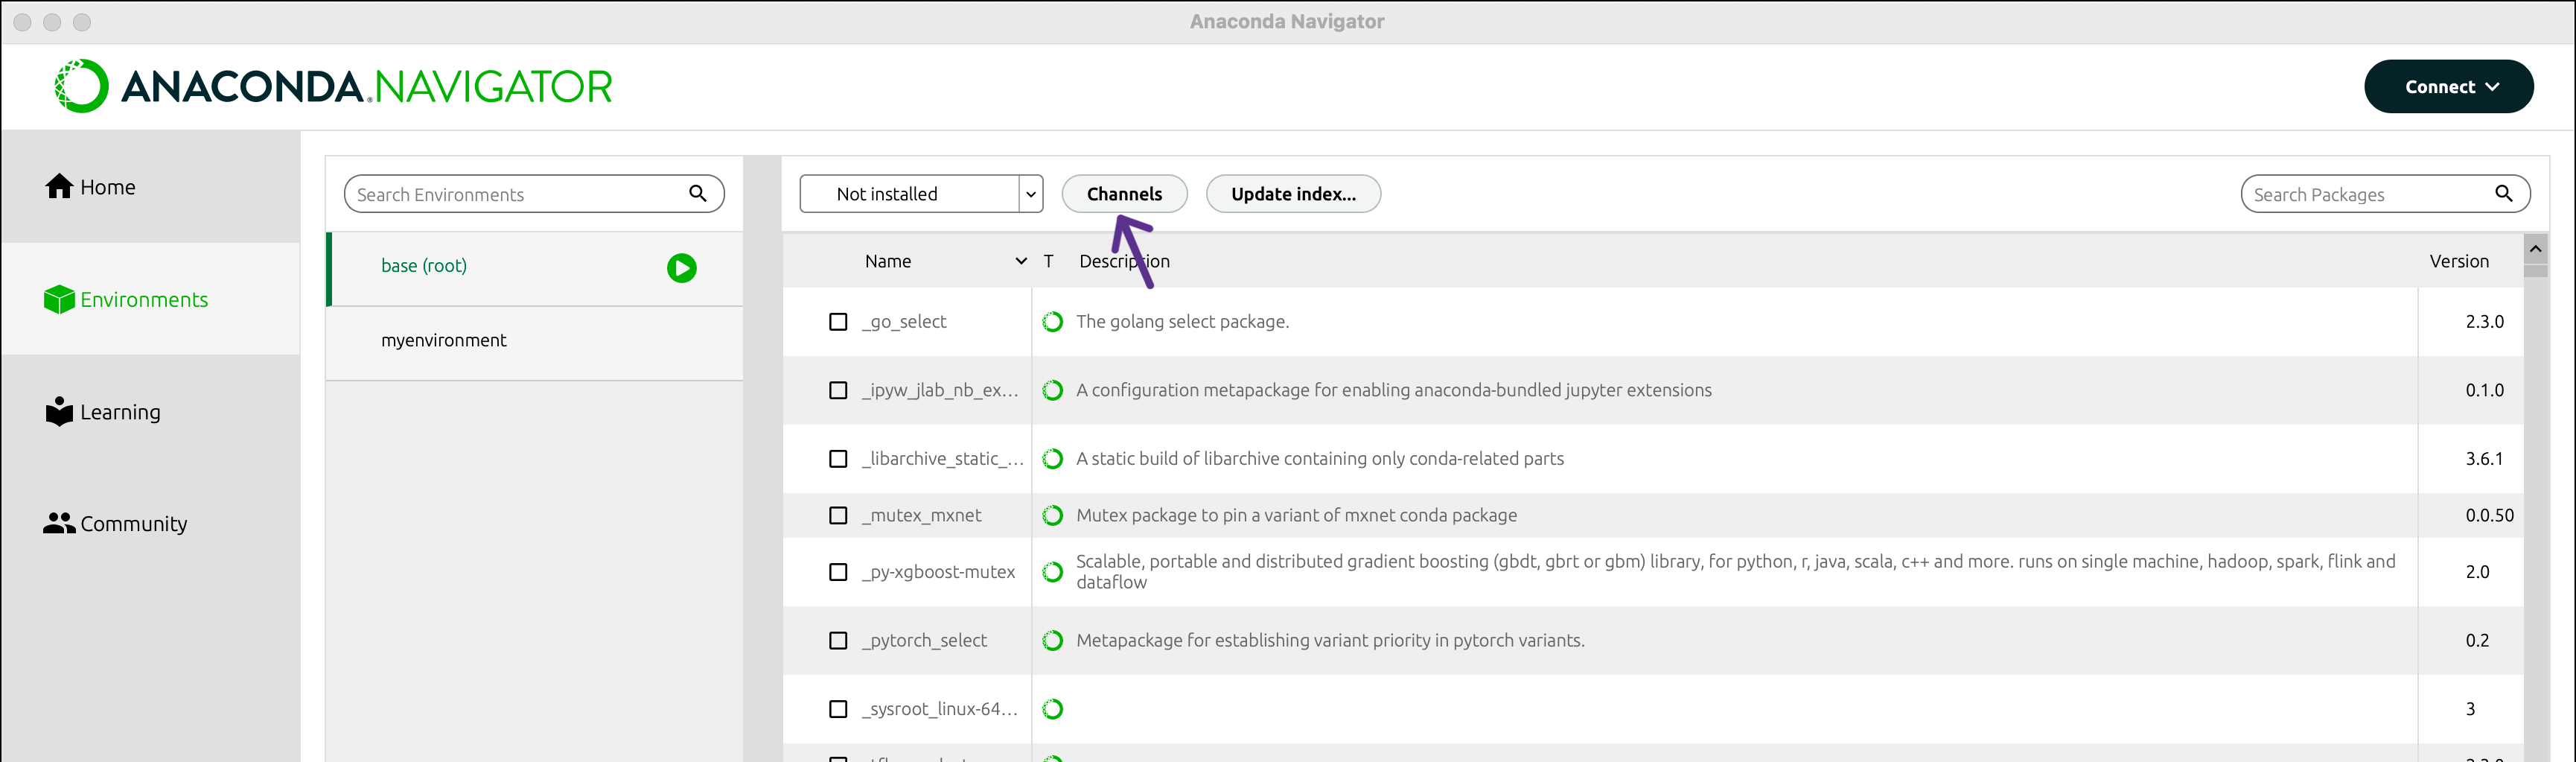 Anaconda Navigator
ANACONDA.NAVIGATOR
Connect
Home
Environments
Learning
Community
Search Environments
base (root)
myenvironment
Not installed
Channels
Update index...
Search Packages
Name T Description Version
_go_select The golang select package. 2.3.0
_ipyw_jlab_nb_ex... A configuration metapackage for enabling anaconda-bundled jupyter extensions 0.1.0
_libarchive_static_... A static build of libarchive containing only conda-related parts 3.6.1
_mutex_mxnet Mutex package to pin a variant of mxnet conda package 0.0.50
_py-xgboost-mutex Scalable, portable and distributed gradient boosting (gbdt, gbrt or gbm) library, for python, r, java, scala, c++ and more. runs on single machine, hadoop, spark, flink and
dataflow 2.0
_pytorch_select Metapackage for establishing variant priority in pytorch variants. 0.2
_sysroot_linux-64... 3